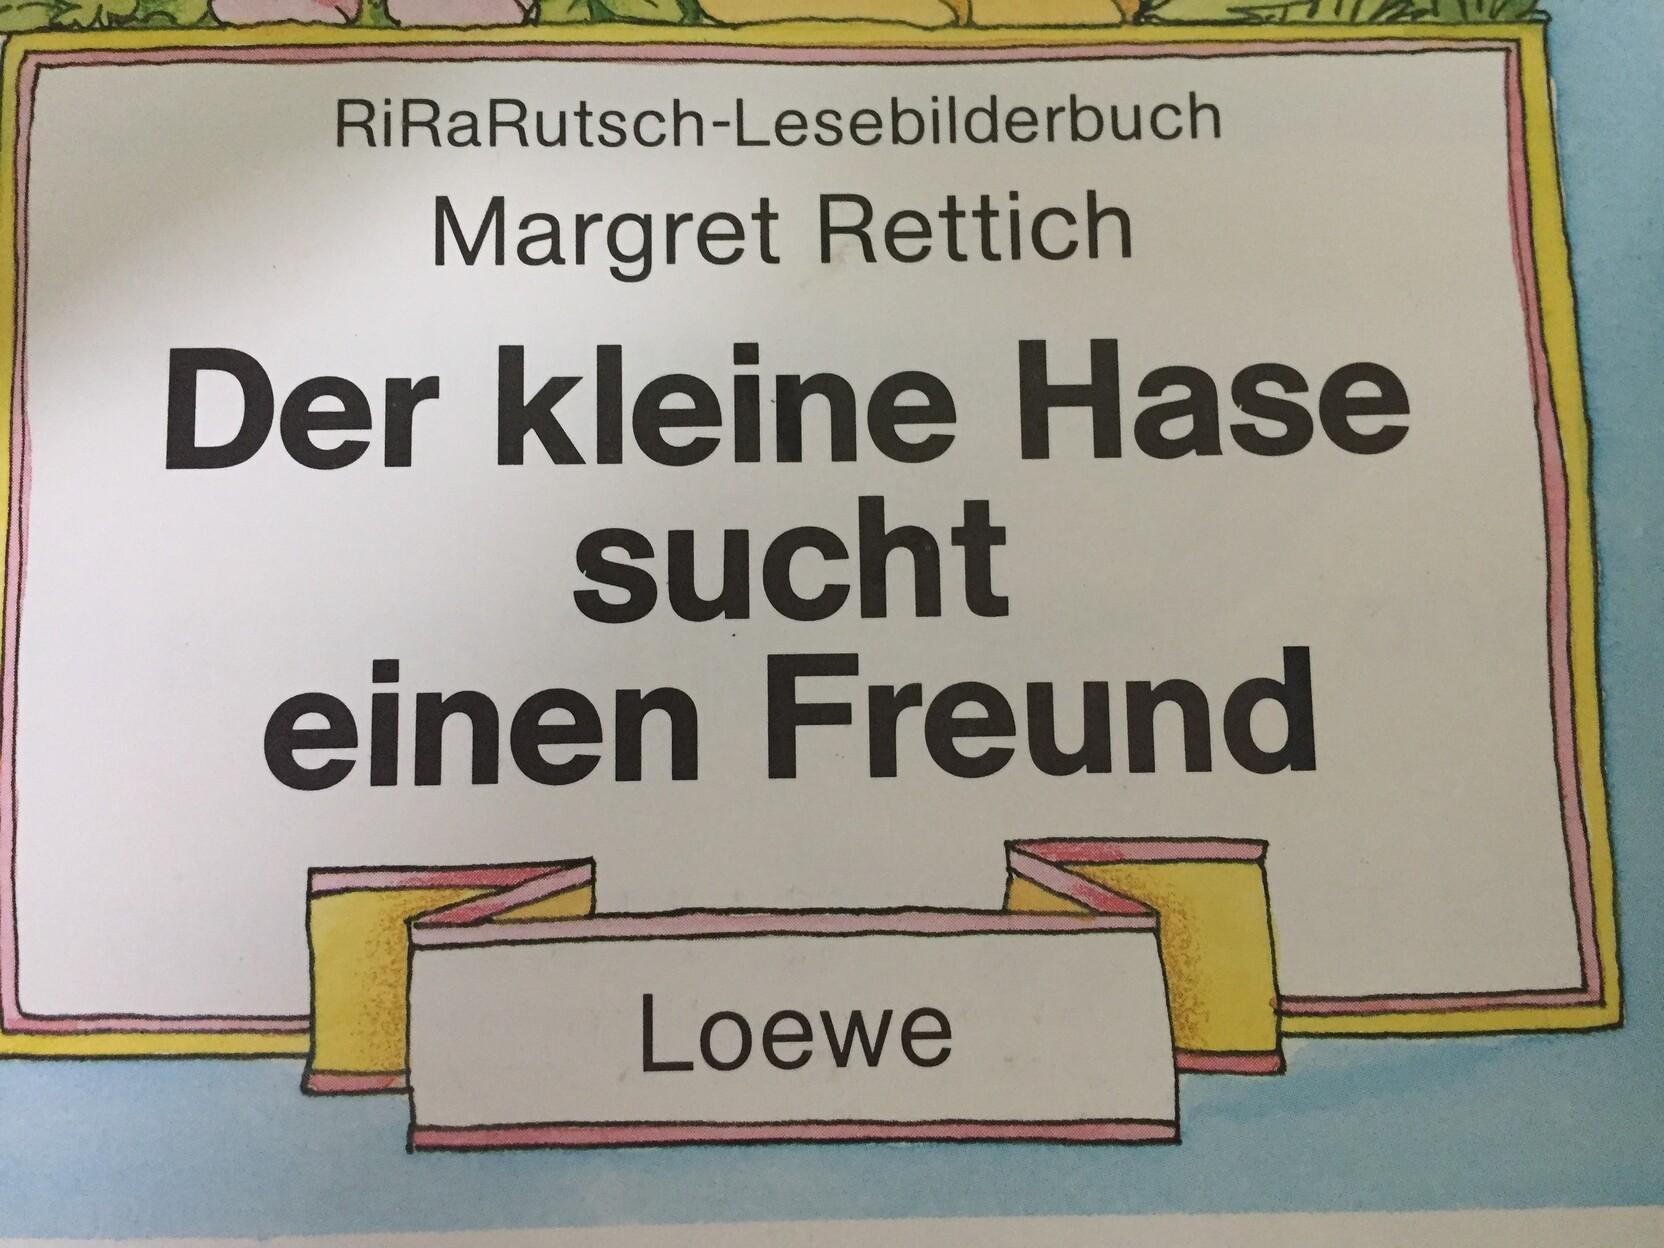 RiRaRutsch-Lesebilderbuch
Margret Rettich
Der kleine Hase
sucht
einen Freund
Loewe